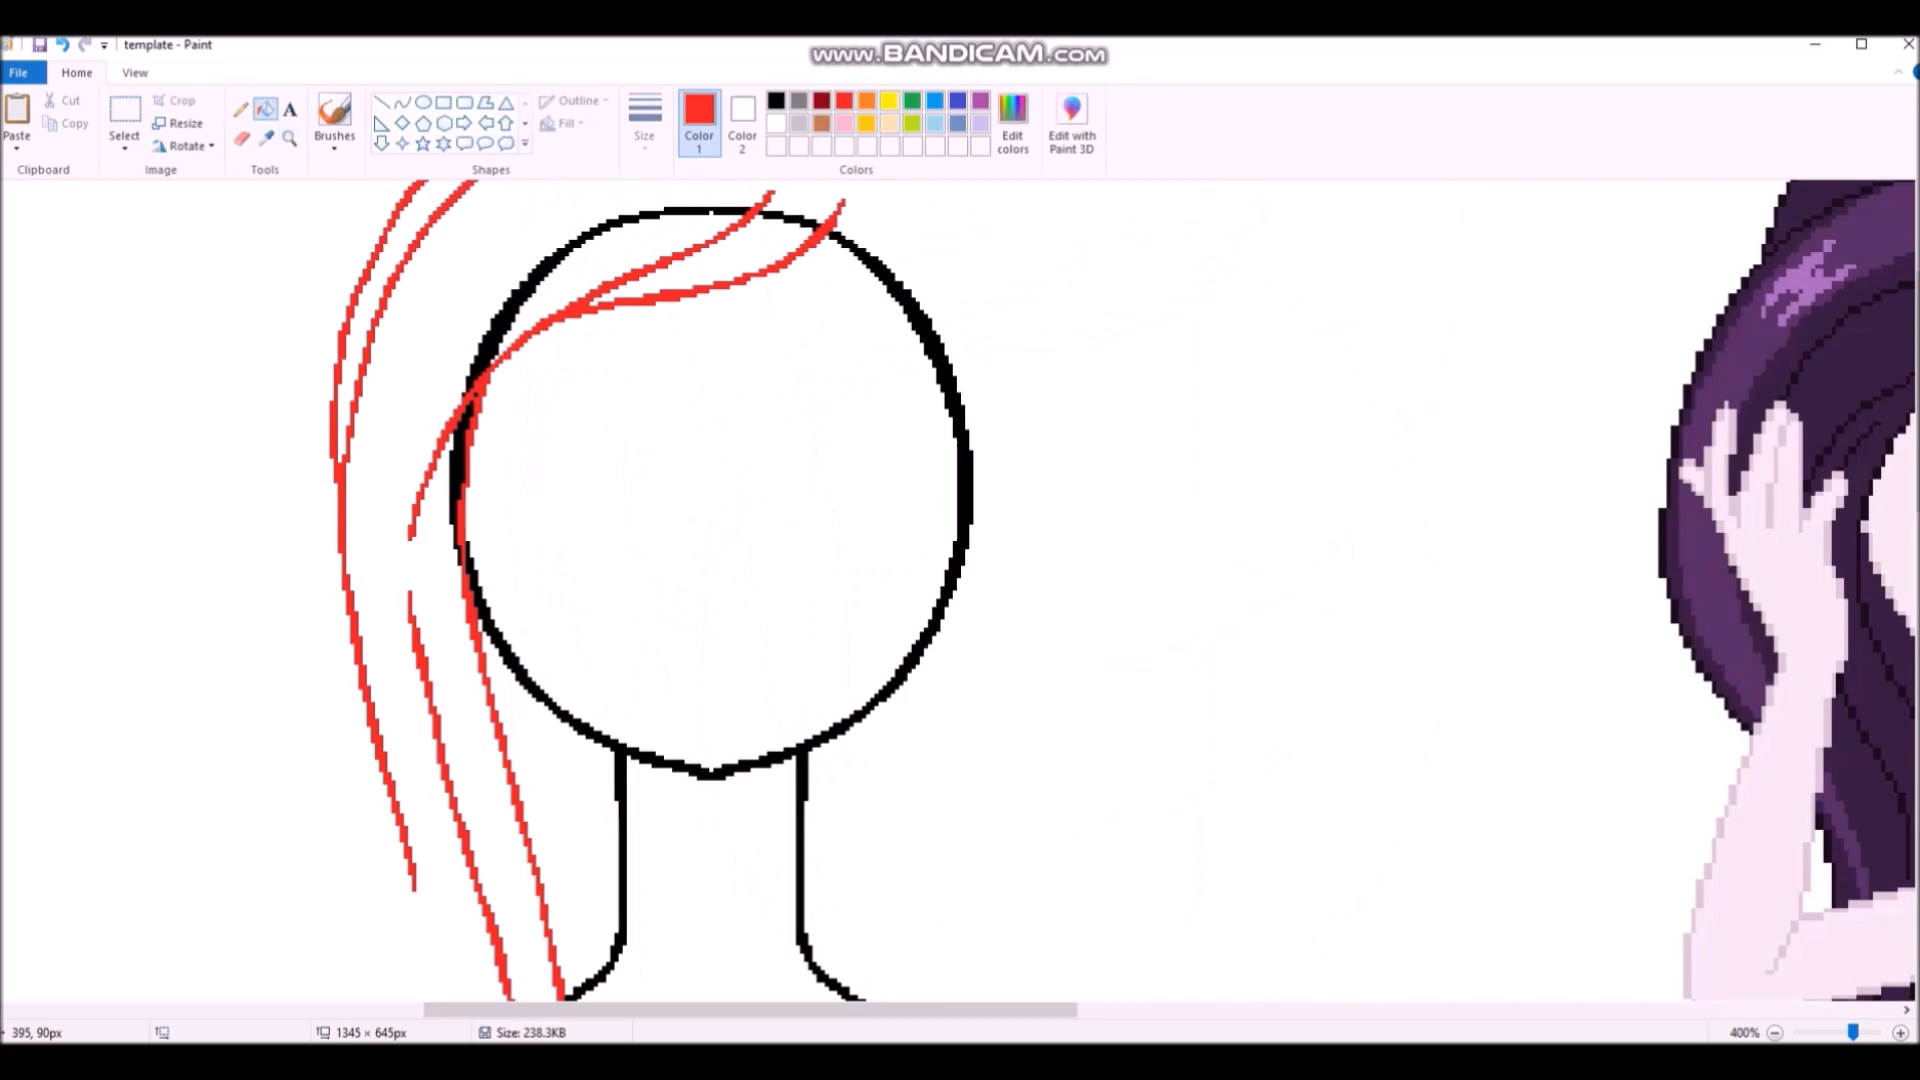 template - Paint
www.BANDICAM.com
File
Home
View
Paste
Cut
Copy
Clipboard
Select
Crop
Resize
Rotate
Image
A
Tools
Brushes
Outline
Fill
Shapes
Size
Color
1
Color
2
Edit
colors
Colors
Edit with
Paint 3D
395, 90px
1345 × 645px
Size: 238.3KB
400%